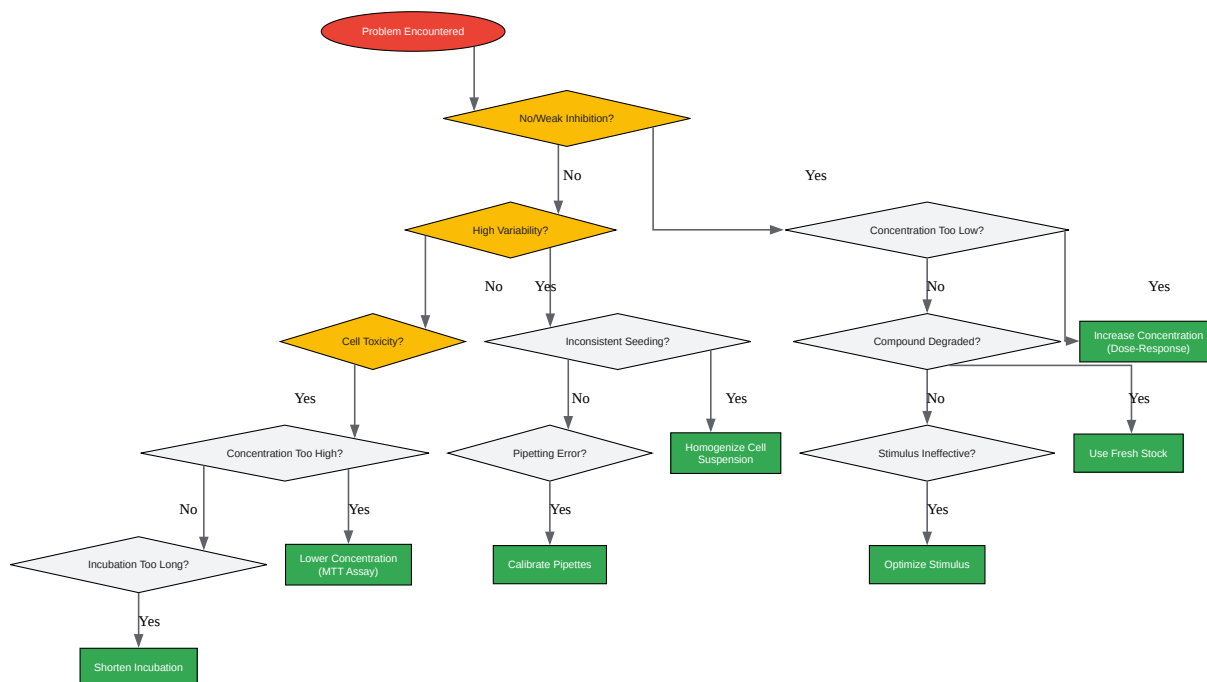 Problem Encountered
No/Weak Inhibition?
No
Yes
High Variability?
Concentration Too Low?
No
Yes
No
Yes
Cell Toxicity?
Inconsistent Seeding?
Compound Degraded?
Increase Concentration
(Dose-Response)
Yes
No
Yes
No
Yes
Concentration Too High?
Pipetting Error?
Homogenize Cell
Suspension
Stimulus Ineffective?
Use Fresh Stock
No
Yes
Yes
Yes
Incubation Too Long?
Lower Concentration
(MTT Assay)
Calibrate Pipettes
Optimize Stimulus
Yes
Shorten Incubation